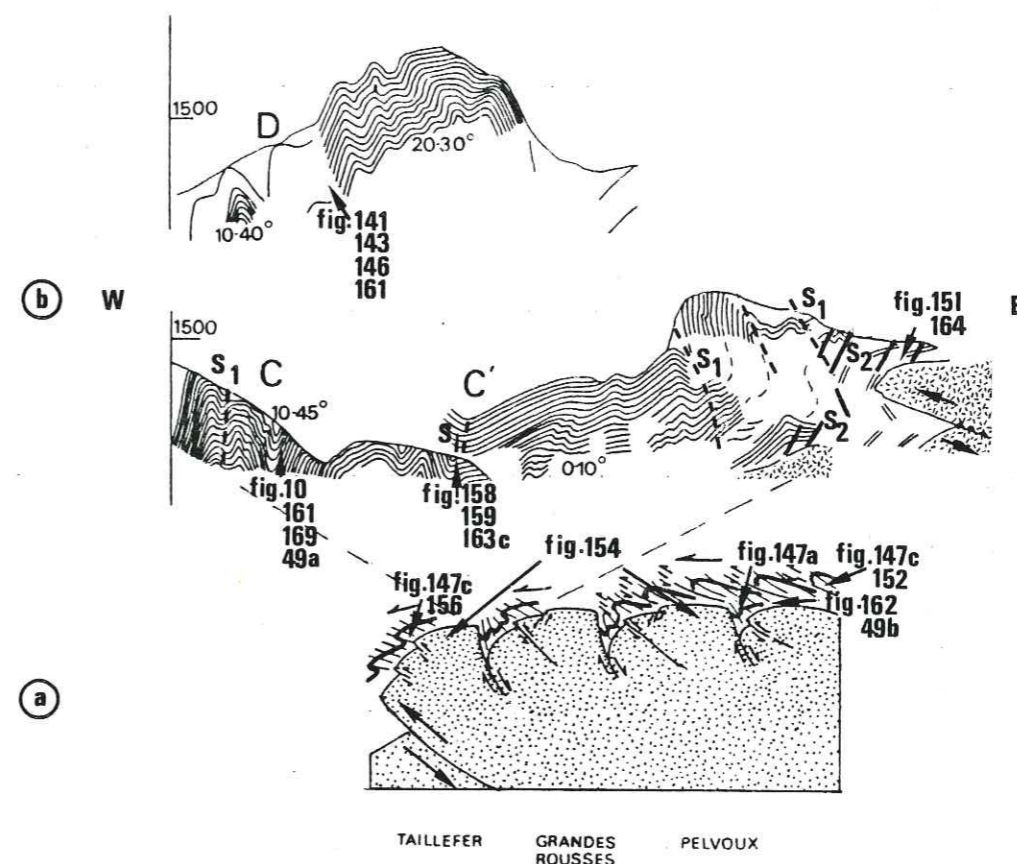 1500
D
20-30°
10-40°
fig.141
143
146
161
b W
E
1500
S1
C
10-45°
C'
S
0-10°
S1
S1
S2
S2
fig.151
164
fig.10
161
169
49a
fig.158
159
163c
fig.154
fig.147a
fig.147c
152
fig.147c
156
fig.162
49b
a
TAILLEFER
GRANDES
ROUSSES
PELVOUX